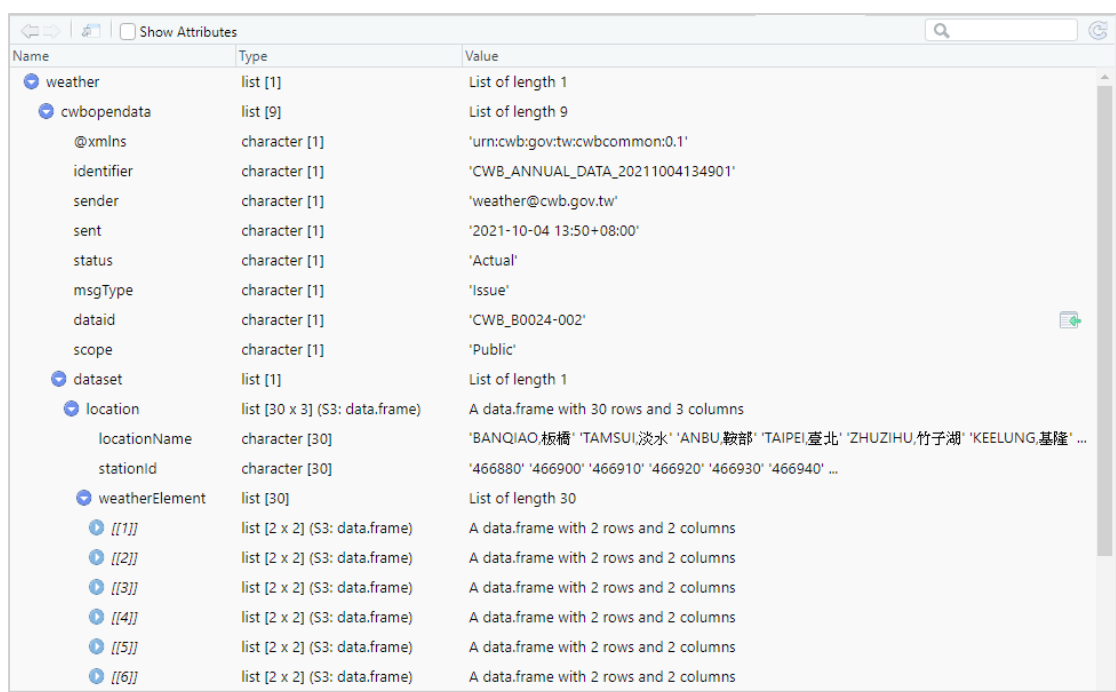 Show Attributes
Name Type Value
weather list [1] List of length 1
cwbopendata list [9] List of length 9
@xmlns character [1] 'urn:cwb:gov:tw:cwbcommon:0.1'
identifier character [1] 'CWB_ANNUAL_DATA_20211004134901'
sender character [1] 'weather@cwb.gov.tw'
sent character [1] '2021-10-04 13:50+08:00'
status character [1] 'Actual'
msgType character [1] 'Issue'
dataid character [1] 'CWB_B0024-002'
scope character [1] 'Public'
dataset list [1] List of length 1
location list [30 x 3] (S3: data.frame) A data.frame with 30 rows and 3 columns
locationName character [30] 'BANQIAO,板橋' 'TAMSUI,淡水' 'ANBU,鞍部' 'TAIPEI,臺北' 'ZHUZIHU,竹子湖' 'KEELUNG,基隆' ...
stationId character [30] '466880' '466900' '466910' '466920' '466930' '466940' ...
weatherElement list [30] List of length 30
[[1]] list [2 x 2] (S3: data.frame) A data.frame with 2 rows and 2 columns
[[2]] list [2 x 2] (S3: data.frame) A data.frame with 2 rows and 2 columns
[[3]] list [2 x 2] (S3: data.frame) A data.frame with 2 rows and 2 columns
[[4]] list [2 x 2] (S3: data.frame) A data.frame with 2 rows and 2 columns
[[5]] list [2 x 2] (S3: data.frame) A data.frame with 2 rows and 2 columns
[[6]] list [2 x 2] (S3: data.frame) A data.frame with 2 rows and 2 columns